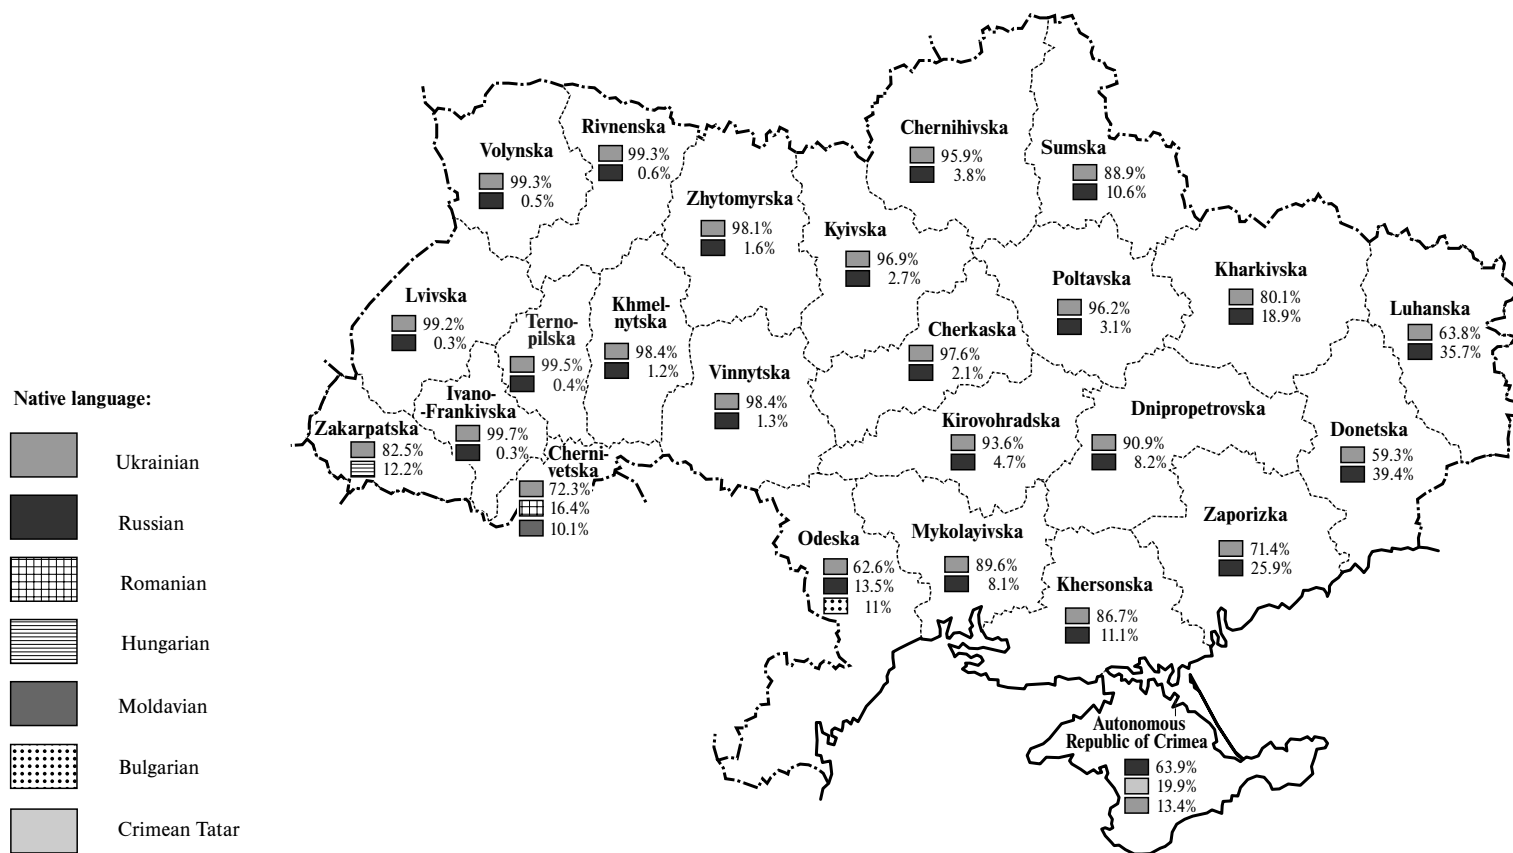 Chernihivska
95.9%
3.8%
Sumska
88.9%
10.6%
Rivnenska
99.3%
0.6%
Volynska
99.3%
0.5%
Zhytomyrska
98.1%
1.6%
Kyivska
96.9%
2.7%
Poltavska
96.2%
3.1%
Kharkivska
80.1%
18.9%
Luhanska
63.8%
35.7%
Lvivska
99.2%
0.3%
Terno-
pilska
99.5%
0.4%
Khmel-
nytska
98.4%
1.2%
Vinnytska
98.4%
1.3%
Cherkaska
97.6%
2.1%
Ivano-
-Frankivska
99.7%
0.3%
Zakarpatska
82.5%
12.2%
Cherni-
vetska
72.3%
16.4%
10.1%
Kirovohradska
93.6%
4.7%
Dnipropetrovska
90.9%
8.2%
Donetska
59.3%
39.4%
Zaporizka
71.4%
25.9%
Odeska
62.6%
13.5%
11%
Mykolayivska
89.6%
8.1%
Khersonska
86.7%
11.1%
Autonomous
Republic of Crimea
63.9%
19.9%
13.4%
Native language:
Ukrainian
Russian
Romanian
Hungarian
Moldavian
Bulgarian
Crimean Tatar